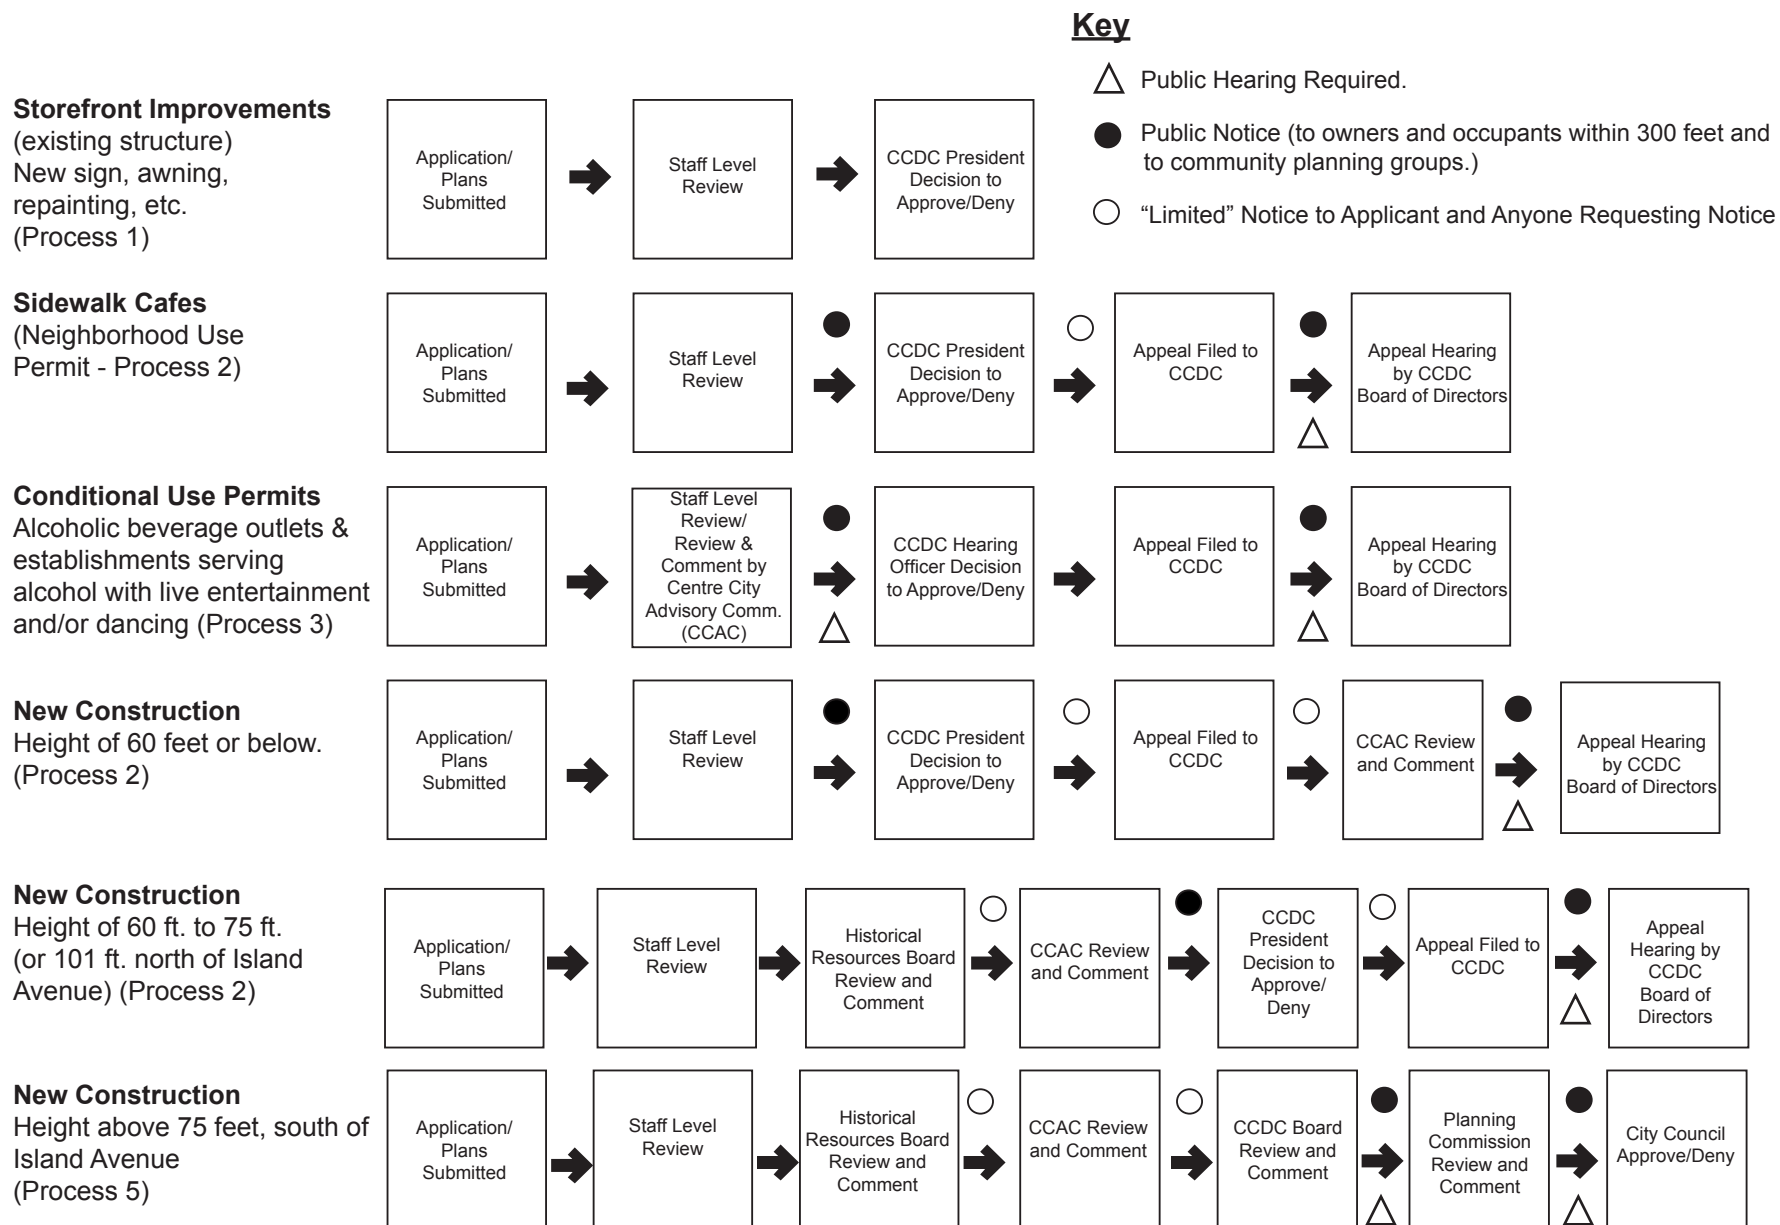 Key
Public Hearing Required.
Public Notice (to owners and occupants within 300 feet and
to community planning groups.)
“Limited” Notice to Applicant and Anyone Requesting Notice
Storefront Improvements
(existing structure)
New sign, awning,
repainting, etc.
(Process 1)
Application/
Plans
Submitted
Staff Level
Review
CCDC President
Decision to
Approve/Deny
Sidewalk Cafes
(Neighborhood Use
Permit - Process 2)
Application/
Plans
Submitted
Staff Level
Review
CCDC President
Decision to
Approve/Deny
Appeal Filed to
CCDC
Appeal Hearing
by CCDC
Board of Directors
Conditional Use Permits
Alcoholic beverage outlets &
establishments serving
alcohol with live entertainment
and/or dancing (Process 3)
Application/
Plans
Submitted
Staff Level
Review/
Review &
Comment by
Centre City
Advisory Comm.
(CCAC)
CCDC Hearing
Officer Decision
to Approve/Deny
Appeal Filed to
CCDC
Appeal Hearing
by CCDC
Board of Directors
New Construction
Height of 60 feet or below.
(Process 2)
Application/
Plans
Submitted
Staff Level
Review
CCDC President
Decision to
Approve/Deny
Appeal Filed to
CCDC
CCAC Review
and Comment
Appeal Hearing
by CCDC
Board of Directors
New Construction
Height of 60 ft. to 75 ft.
(or 101 ft. north of Island
Avenue) (Process 2)
Application/
Plans
Submitted
Staff Level
Review
Historical
Resources Board
Review and
Comment
CCAC Review
and Comment
CCDC
President
Decision to
Approve/
Deny
Appeal Filed to
CCDC
Appeal
Hearing by
CCDC
Board of
Directors
New Construction
Height above 75 feet, south of
Island Avenue
(Process 5)
Application/
Plans
Submitted
Staff Level
Review
Historical
Resources Board
Review and
Comment
CCAC Review
and Comment
CCDC Board
Review and
Comment
Planning
Commission
Review and
Comment
City Council
Approve/Deny